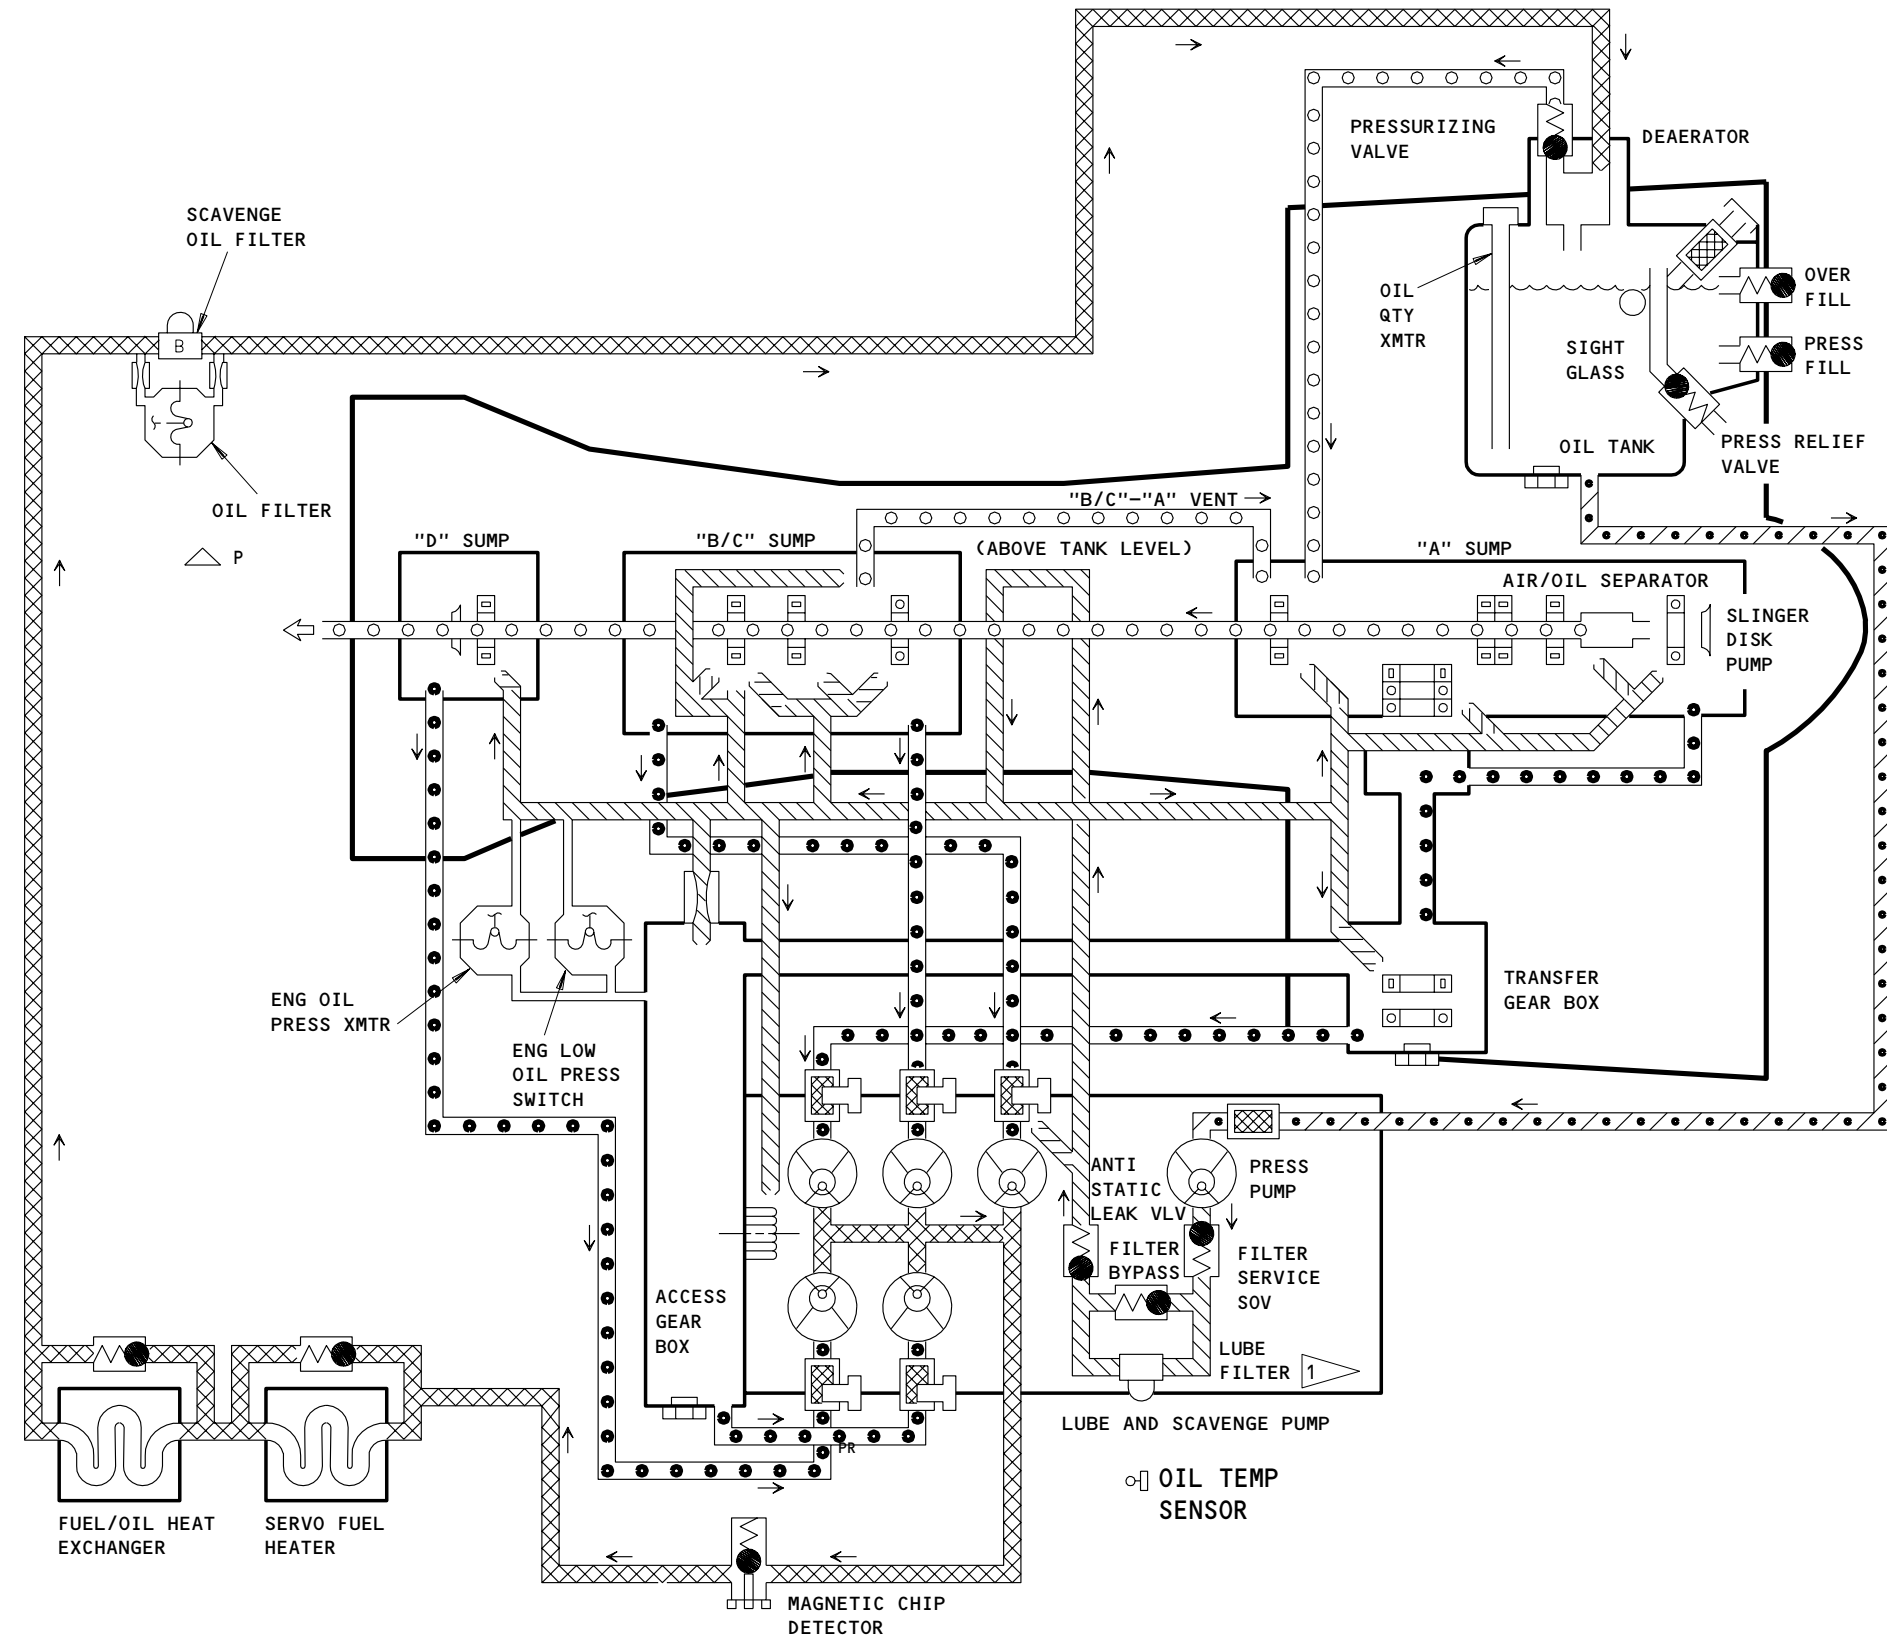 PRESSURIZING
VALVE
DEAERATOR
SCAVENGE
OIL FILTER
B
OIL FILTER
P
OIL
QTY
XMTR
SIGHT
GLASS
OVER
FILL
PRESS
FILL
OIL TANK
PRESS RELIEF
VALVE
"B/C"-"A" VENT
(ABOVE TANK LEVEL)
"D" SUMP
"B/C" SUMP
"A" SUMP
AIR/OIL SEPARATOR
SLINGER
DISK
PUMP
ENG OIL
PRESS XMTR
ENG LOW
OIL PRESS
SWITCH
TRANSFER
GEAR BOX
ANTI
STATIC
LEAK VLV
PRESS
PUMP
FILTER
BYPASS
FILTER
SERVICE
SOV
ACCESS
GEAR
BOX
LUBE
FILTER
1
LUBE AND SCAVENGE PUMP
PR
OIL TEMP
SENSOR
FUEL/OIL HEAT
EXCHANGER
SERVO FUEL
HEATER
MAGNETIC CHIP
DETECTOR